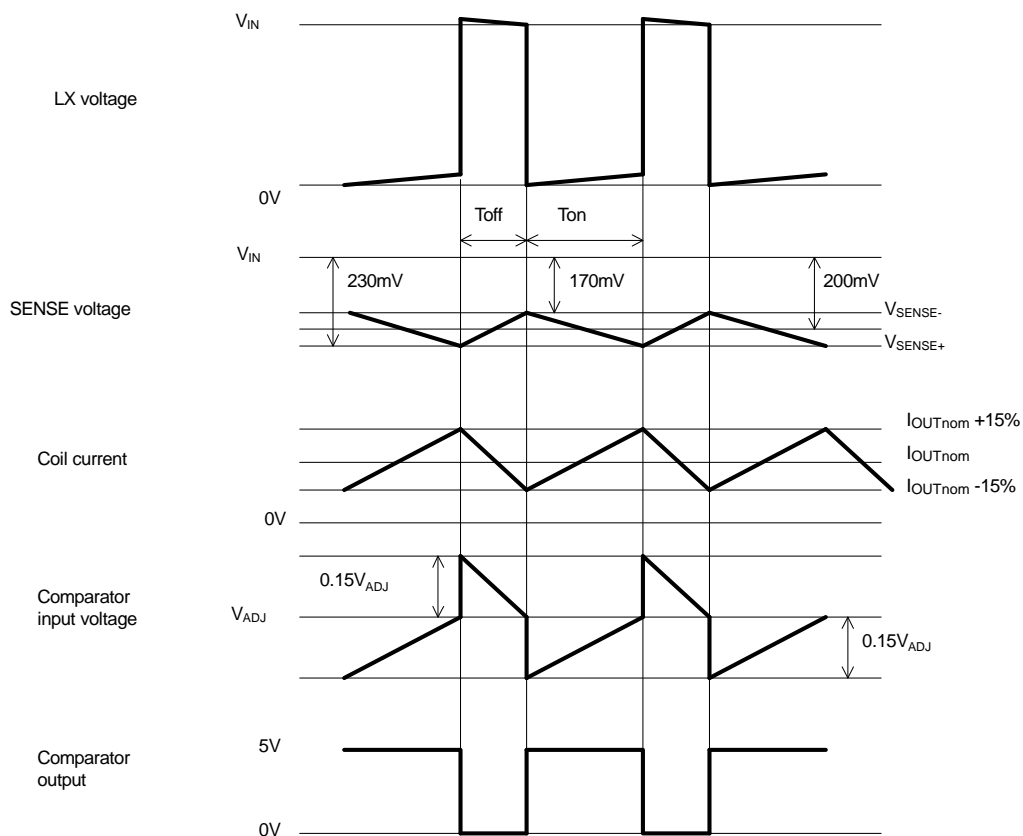 VIN
LX voltage
0V
Toff
Ton
VIN
230mV
170mV
200mV
SENSE voltage
VSENSE-
VSENSE+
IOUTnom +15%
Coil current
IOUTnom
IOUTnom -15%
0V
0.15VADJ
Comparator
input voltage
VADJ
0.15VADJ
5V
Comparator
output
0V